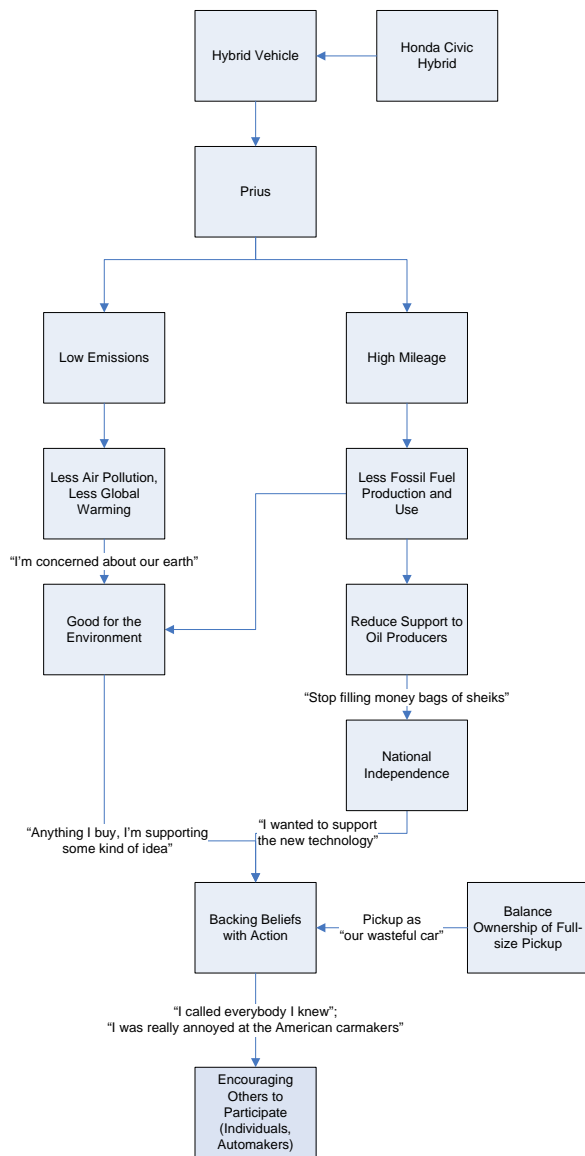 Hybrid Vehicle
Honda Civic
Hybrid
Prius
Low Emissions
High Mileage
Less Air Pollution,
Less Global
Warming
Less Fossil Fuel
Production and
Use
“I’m concerned about our earth”
Good for the
Environment
Reduce Support to
Oil Producers
“Stop filling money bags of sheiks”
National
Independence
“Anything I buy, I’m supporting
some kind of idea”
“I wanted to support
the new technology”
Backing Beliefs
with Action
Pickup as
“our wasteful car”
Balance
Ownership of Full-
size Pickup
“I called everybody I knew”;
“I was really annoyed at the American carmakers”
Encouraging
Others to
Participate
(Individuals,
Automakers)